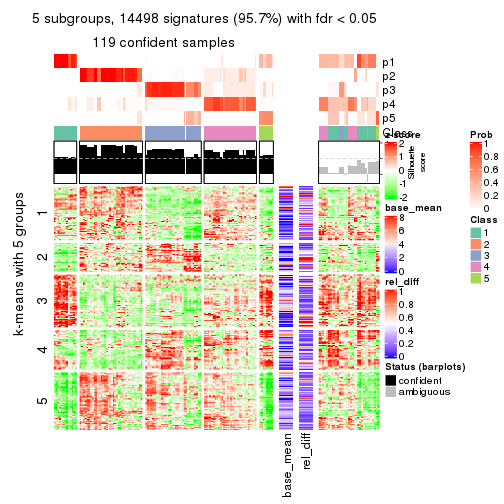 5 subgroups, 14498 signatures (95.7%) with fdr < 0.05
119 confident samples
p1
p2
p3
p4
p5
Class
k-means with 5 groups
1
2
3
4
5
base_mean
rel_diff
Silhouette
score
z-score
2
1
0
-1
-2
base_mean
8
6
4
2
0
rel_diff
1
0.8
0.6
0.4
0.2
0
Status (barplots)
confident
ambiguous
Prob
1
0.8
0.6
0.4
0.2
0
Class
1
2
3
4
5